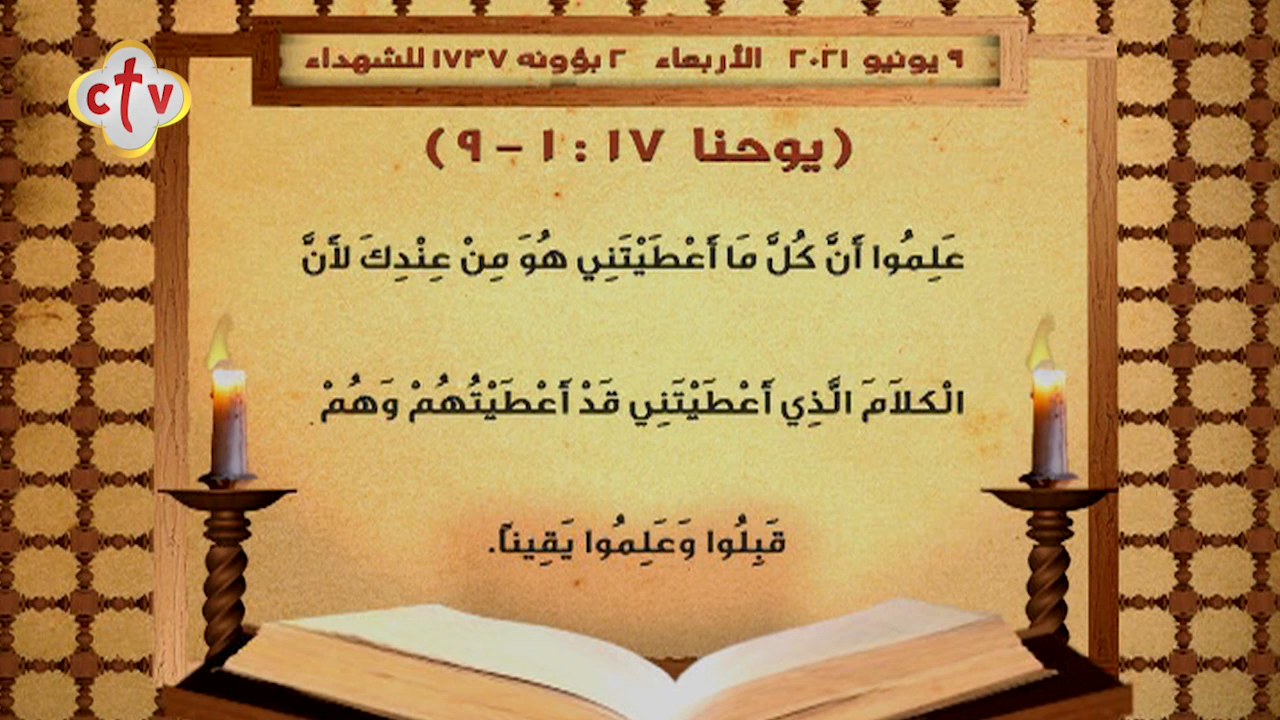 ٩ يونيو ٢٠٢١ الأربعاء ٢ بؤونه ١٧٣٧ للشهداء
CTV
(يوحنا ١٧ : ١ - ٩)
عَلِمُوا أَنَّ كُلَّ مَا أَعْطَيْتَنِي هُوَ مِنْ عِنْدِكَ لأَنَّ
الْكلاَمَ الَّذِي أَعْطَيْتَنِي قَدْ أَعْطَيْتُهُمْ وَهُمْ
قَبِلُوا وَعَلِمُوا يَقِيناً.